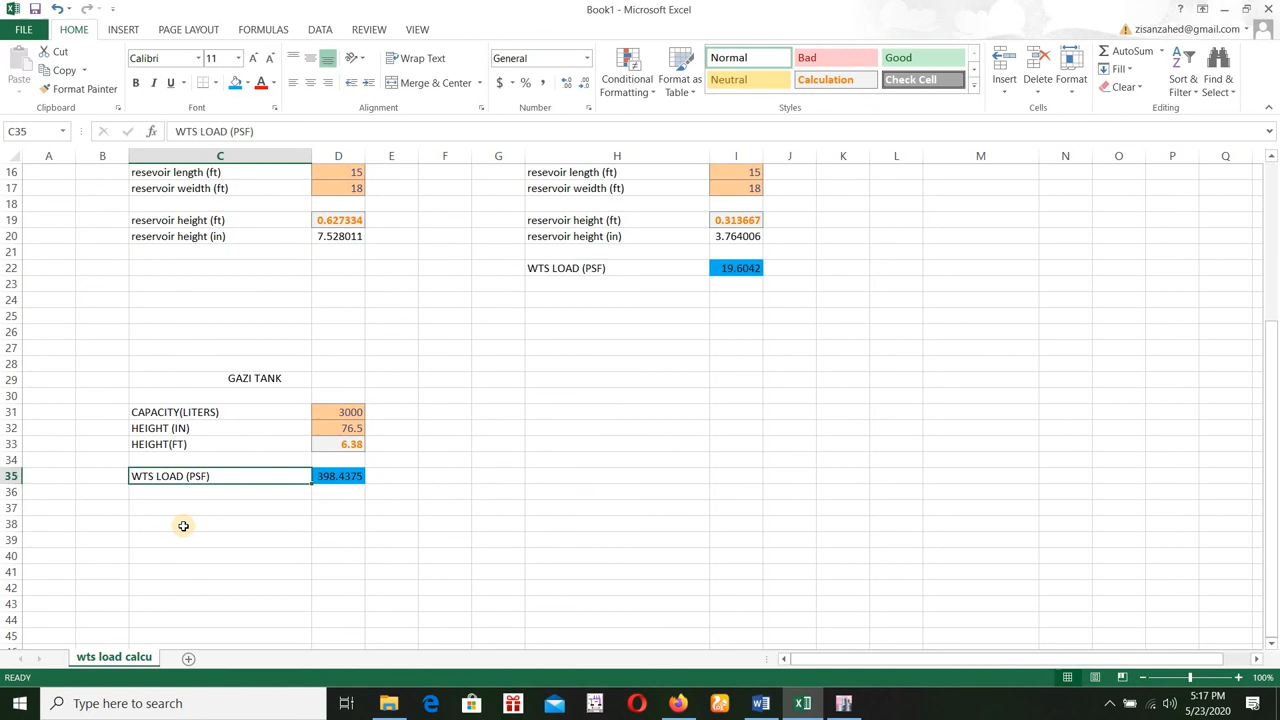 Book1 - Microsoft Excel
FILE HOME INSERT PAGE LAYOUT FORMULAS DATA REVIEW VIEW zisanzahed@gmail.com
Paste Cut Copy Format Painter Clipboard
Calibri 11 A A B I U A Font
Wrap Text Merge & Center Alignment
General $ % , Number
Conditional Formatting Format as Table
Normal Bad Good
Neutral Calculation Check Cell
Styles
Insert Delete Format Cells
AutoSum Fill Clear Sort & Filter Find & Select Editing
C35 fx WTS LOAD (PSF)
A B C D E F G H I J K L M N O P Q
16 resevoir length (ft) 15 resevoir length (ft) 15
17 reservoir weidth (ft) 18 reservoir weidth (ft) 18
18
19 reservoir height (ft) 0.627334 reservoir height (ft) 0.313667
20 reservoir height (in) 7.528011 reservoir height (in) 3.764006
21
22 WTS LOAD (PSF) 19.6042
23
24
25
26
27
28
29 GAZI TANK
30
31 CAPACITY(LITERS) 3000
32 HEIGHT (IN) 76.5
33 HEIGHT(FT) 6.38
34
35 WTS LOAD (PSF) 398.4375
36
37
38
39
40
41
42
43
44
45
wts load calcu
READY 100%
Type here to search 5:17 PM
5/23/2020